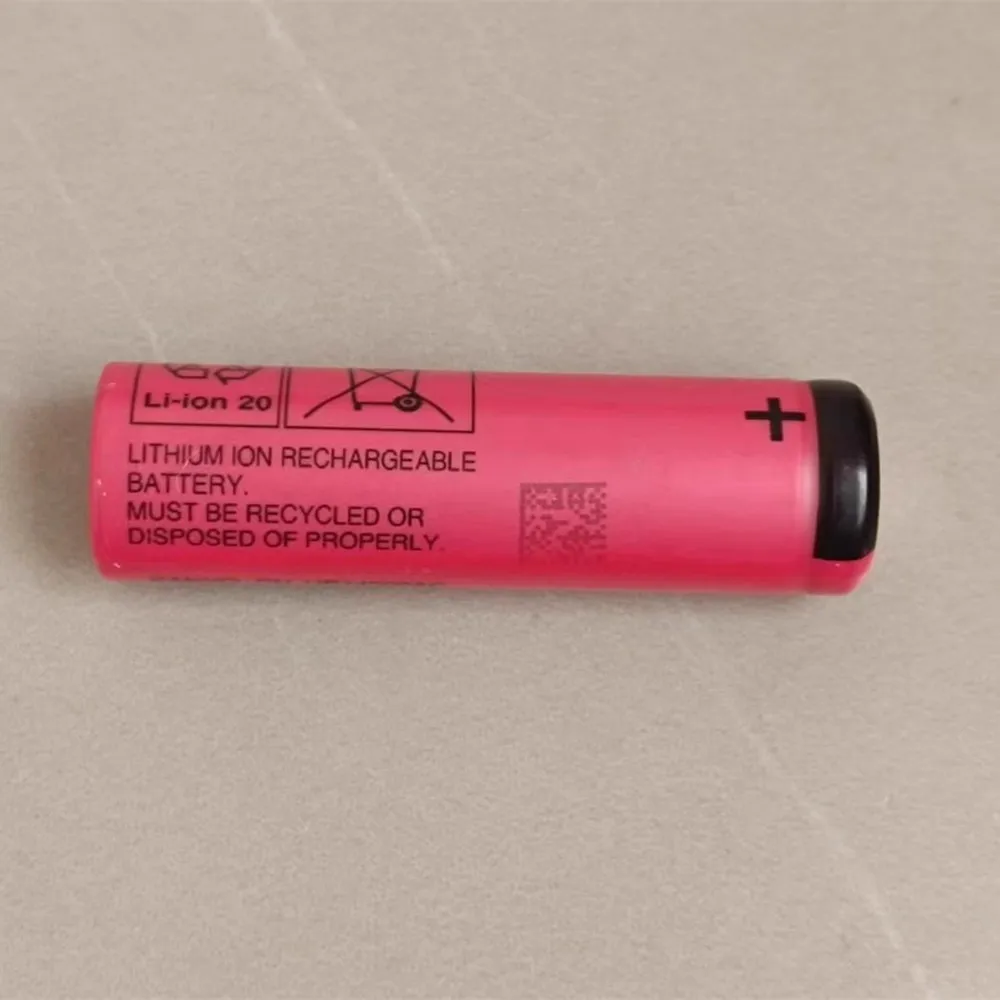 Li-ion 20
LITHIUM ION RECHARGEABLE
BATTERY.
MUST BE RECYCLED OR
DISPOSED OF PROPERLY.
+